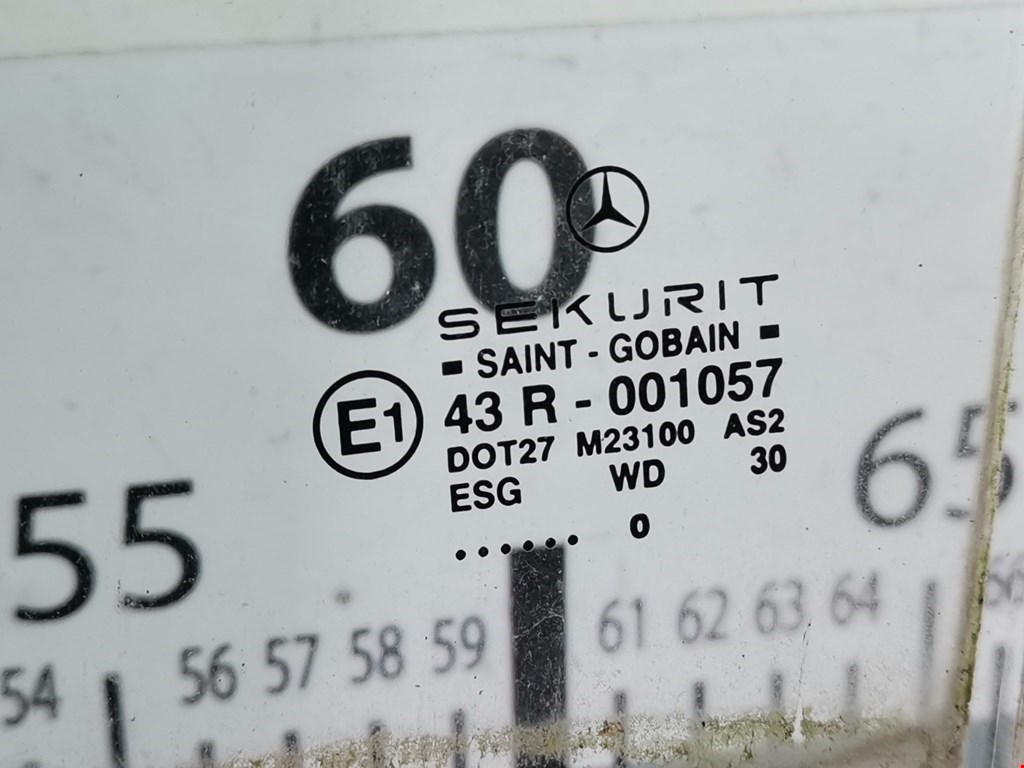 60
SEKURIT
SAINT - GOBAIN
E1 43 R - 001057
DOT27 M23100 AS2
ESG WD 30
...... 0
55 65
54 56 57 58 59 61 62 63 64 66